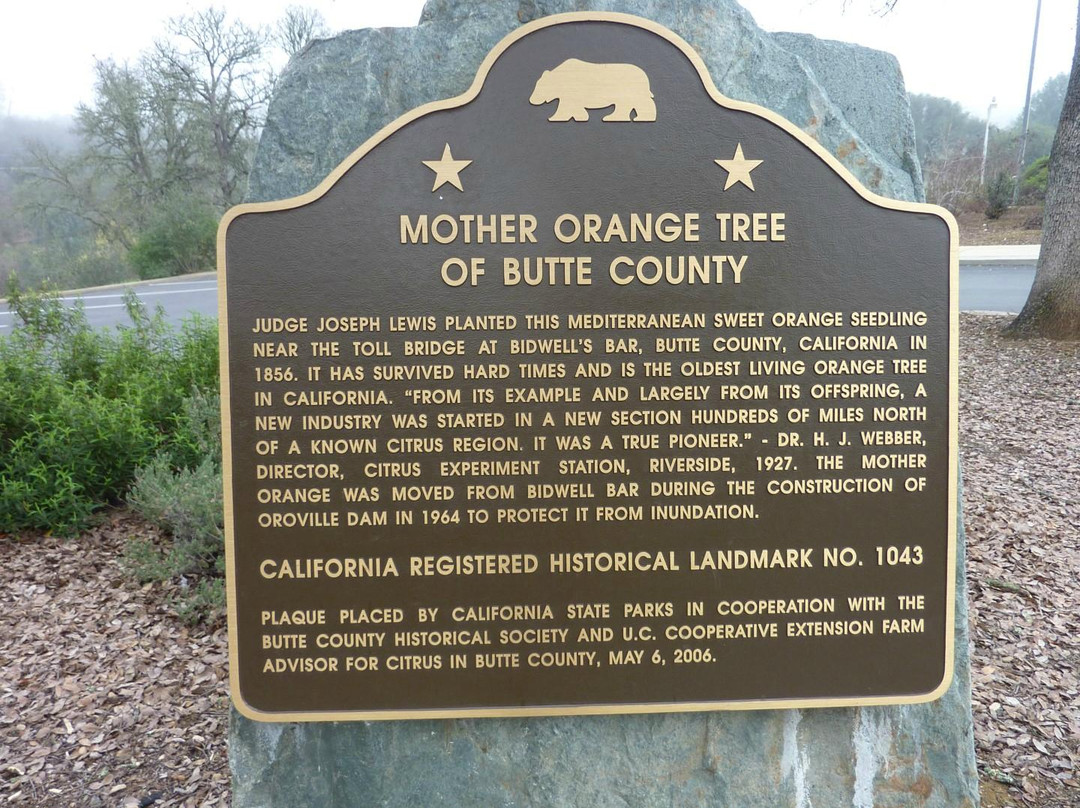 MOTHER ORANGE TREE
OF BUTTE COUNTY
JUDGE JOSEPH LEWIS PLANTED THIS MEDITERRANEAN SWEET ORANGE SEEDLING
NEAR THE TOLL BRIDGE AT BIDWELL'S BAR, BUTTE COUNTY, CALIFORNIA IN
1856. IT HAS SURVIVED HARD TIMES AND IS THE OLDEST LIVING ORANGE TREE
IN CALIFORNIA. “FROM ITS EXAMPLE AND LARGELY FROM ITS OFFSPRING, A
NEW INDUSTRY WAS STARTED IN A NEW SECTION HUNDREDS OF MILES NORTH
OF A KNOWN CITRUS REGION. IT WAS A TRUE PIONEER.” - DR. H. J. WEBBER,
DIRECTOR, CITRUS EXPERIMENT STATION, RIVERSIDE, 1927. THE MOTHER
ORANGE WAS MOVED FROM BIDWELL BAR DURING THE CONSTRUCTION OF
OROVILLE DAM IN 1964 TO PROTECT IT FROM INUNDATION.
CALIFORNIA REGISTERED HISTORICAL LANDMARK NO. 1043
PLAQUE PLACED BY CALIFORNIA STATE PARKS IN COOPERATION WITH THE
BUTTE COUNTY HISTORICAL SOCIETY AND U.C. COOPERATIVE EXTENSION FARM
ADVISOR FOR CITRUS IN BUTTE COUNTY, MAY 6, 2006.